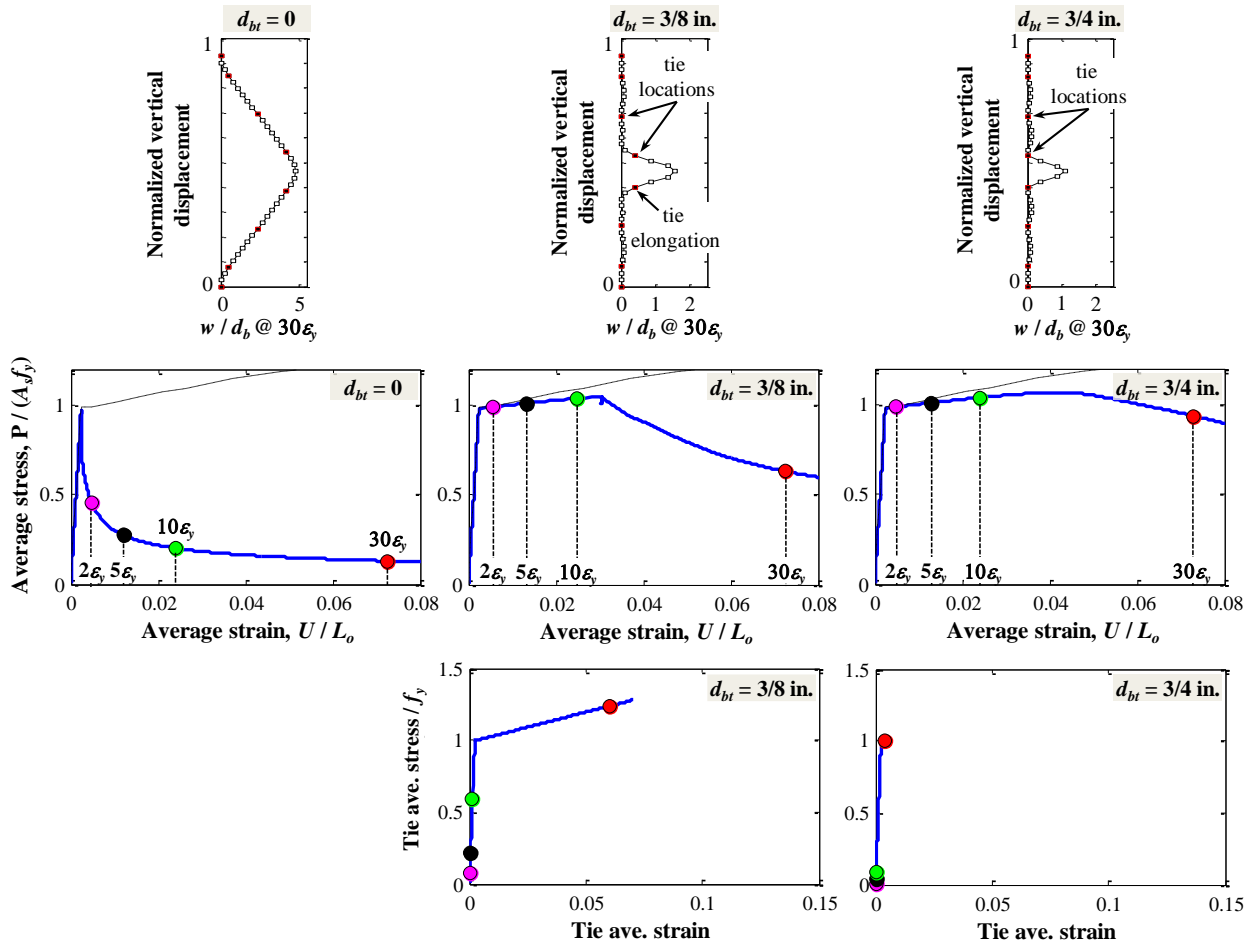 d_bt = 0
1
Normalized vertical
displacement
0
0 5
w / d_b @ 30ε_y
d_bt = 3/8 in.
1
Normalized vertical
displacement
tie
locations
tie
elongation
0
0 1 2
w / d_b @ 30ε_y
d_bt = 3/4 in.
1
Normalized vertical
displacement
tie
locations
0
0 1 2
w / d_b @ 30ε_y
Average stress, P / (A_s f_y)
d_bt = 0
1
0.5
0
10ε_y
30ε_y
2ε_y 5ε_y
0 0.02 0.04 0.06 0.08
Average strain, U / L_o
d_bt = 3/8 in.
1
0.5
0
2ε_y 5ε_y 10ε_y 30ε_y
0 0.02 0.04 0.06 0.08
Average strain, U / L_o
d_bt = 3/4 in.
1
0.5
0
2ε_y 5ε_y 10ε_y 30ε_y
0 0.02 0.04 0.06 0.08
Average strain, U / L_o
Tie ave. stress / f_y
d_bt = 3/8 in.
1.5
1
0.5
0
0 0.05 0.1 0.15
Tie ave. strain
d_bt = 3/4 in.
1.5
1
0.5
0
0 0.05 0.1 0.15
Tie ave. strain